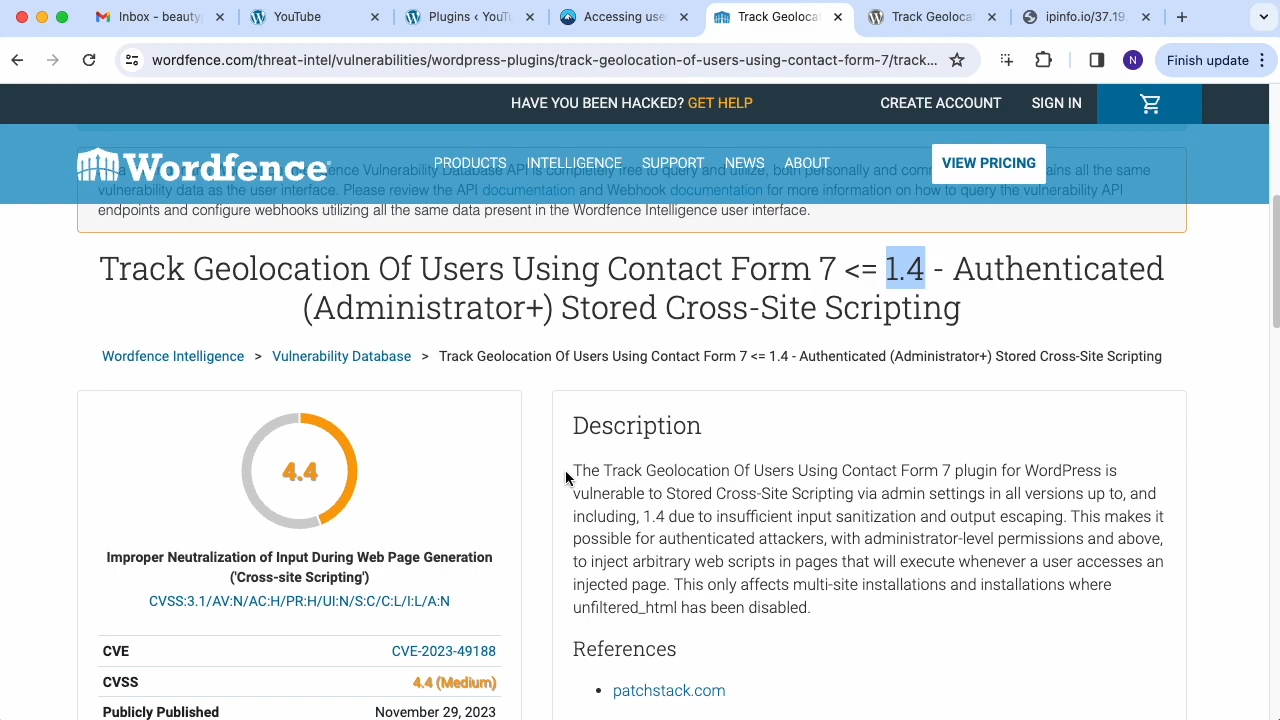 Inbox - beauty
YouTube
Plugins ‹ YouT
Accessing use
Track Geolocat
Track Geolocat
ipinfo.io/37.19
wordfence.com/threat-intel/vulnerabilities/wordpress-plugins/track-geolocation-of-users-using-contact-form-7/track...
N
Finish update
HAVE YOU BEEN HACKED? GET HELP
CREATE ACCOUNT
SIGN IN
Wordfence
PRODUCTS
INTELLIGENCE
SUPPORT
NEWS
ABOUT
VIEW PRICING
fence Vulnerability Database API is completely free to query and utilize, both personally and com
ains all the same
vulnerability data as the user interface. Please review the API documentation and Webhook documentation for more information on how to query the vulnerability API
endpoints and configure webhooks utilizing all the same data present in the Wordfence Intelligence user interface.
Track Geolocation Of Users Using Contact Form 7 <= 1.4 - Authenticated
(Administrator+) Stored Cross-Site Scripting
Wordfence Intelligence > Vulnerability Database > Track Geolocation Of Users Using Contact Form 7 <= 1.4 - Authenticated (Administrator+) Stored Cross-Site Scripting
4.4
Improper Neutralization of Input During Web Page Generation
('Cross-site Scripting')
CVSS:3.1/AV:N/AC:H/PR:H/UI:N/S:C/C:L/I:L/A:N
CVE CVE-2023-49188
CVSS 4.4 (Medium)
Publicly Published November 29, 2023
Description
The Track Geolocation Of Users Using Contact Form 7 plugin for WordPress is
vulnerable to Stored Cross-Site Scripting via admin settings in all versions up to, and
including, 1.4 due to insufficient input sanitization and output escaping. This makes it
possible for authenticated attackers, with administrator-level permissions and above,
to inject arbitrary web scripts in pages that will execute whenever a user accesses an
injected page. This only affects multi-site installations and installations where
unfiltered_html has been disabled.
References
• patchstack.com